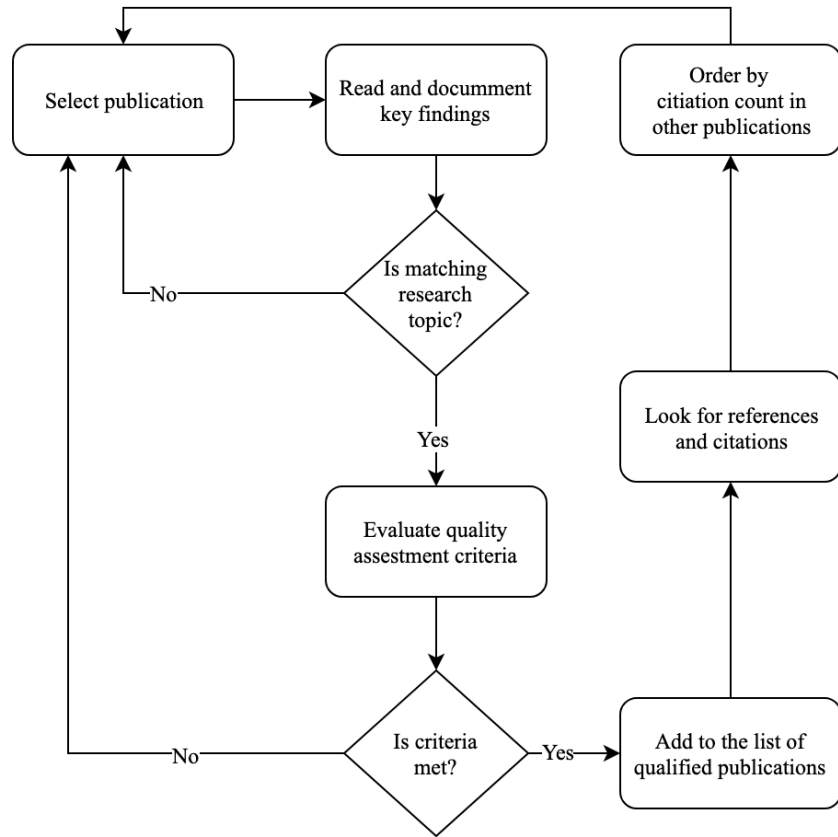 Select publication
Read and documment
key findings
Order by
citiation count in
other publications
Is matching
research
topic?
No
Yes
Look for references
and citations
Evaluate quality
assestment criteria
Is criteria
met?
No
Yes
Add to the list of
qualified publications